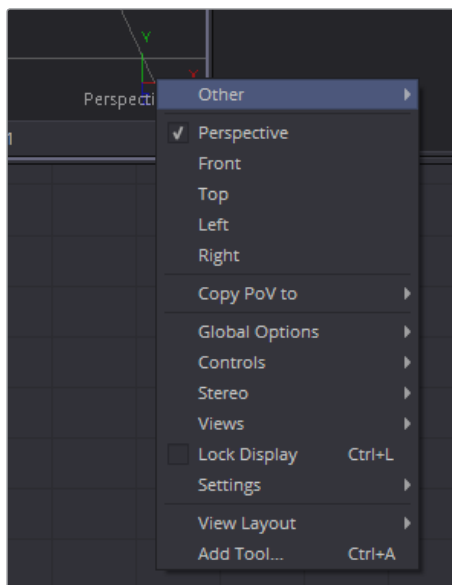 Y
X
Perspecti
1
Other
Perspective
Front
Top
Left
Right
Copy PoV to
Global Options
Controls
Stereo
Views
Lock Display Ctrl+L
Settings
View Layout
Add Tool... Ctrl+A